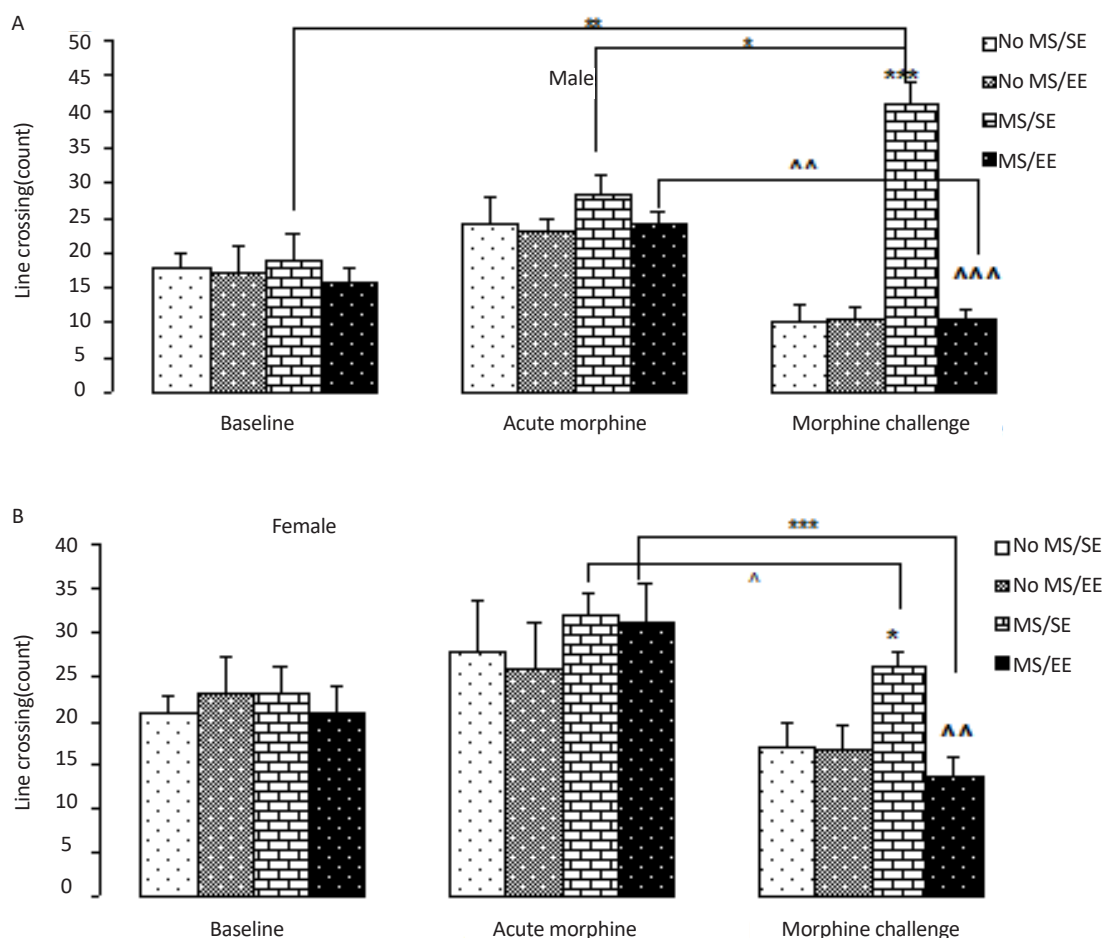 A
**
*
Male
***
^^
^^^
Line crossing(count)
50
45
40
35
30
25
20
15
10
5
0
No MS/SE
No MS/EE
MS/SE
MS/EE
Baseline
Acute morphine
Morphine challenge
B
Female
***
^
*
^^
Line crossing(count)
40
35
30
25
20
15
10
5
0
No MS/SE
No MS/EE
MS/SE
MS/EE
Baseline
Acute morphine
Morphine challenge